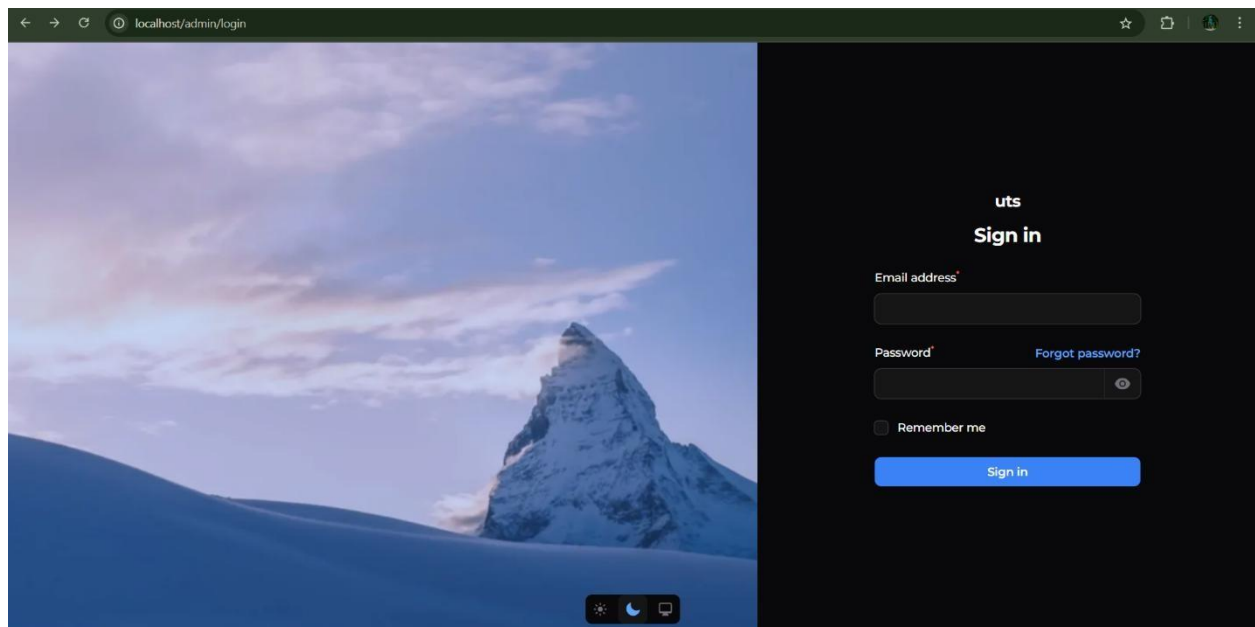 localhost/admin/login
uts
Sign in
Email address*
Password*
Forgot password?
Remember me
Sign in